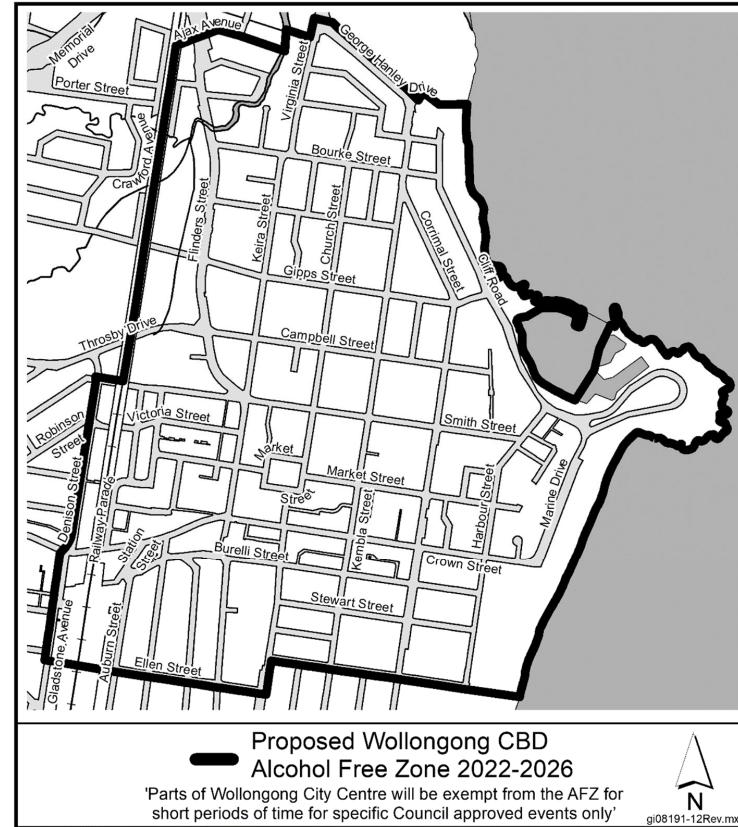 Ajax Avenue
Memorial
Drive
George Hanley Drive
Virginia Street
Porter Street
Crawford Avenue
Bourke Street
Flinders Street
Keira Street
Church Street
Corrimal Street
Cliff Road
Gipps Street
Throsby Drive
Campbell Street
Victoria Street
Smith Street
Robinson
Street
Market
Street
Market Street
Denison Street
Railway Parade
Station
Street
Kembla Street
Harbour Street
Marine Drive
Burelli Street
Crown Street
Stewart Street
Gladstone Avenue
Auburn Street
Ellen Street
Proposed Wollongong CBD
Alcohol Free Zone 2022-2026
'Parts of Wollongong City Centre will be exempt from the AFZ for
short periods of time for specific Council approved events only'
N
gi08191-12Rev.mx